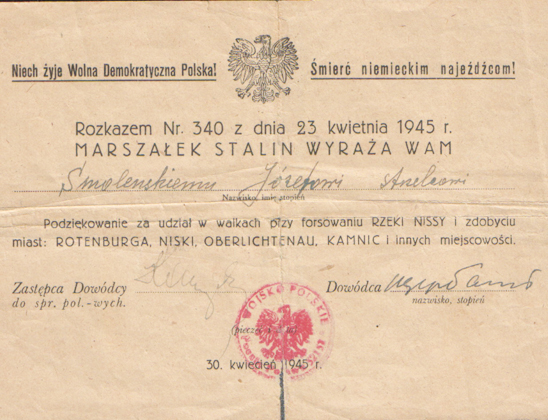 Niech żyje Wolna Demokratyczna Polska! Śmierć niemieckim najeźdźcom!
Rozkazem Nr. 340 z dnia 23 kwietnia 1945 r.
MARSZAŁEK STALIN WYRAŻA WAM
Smolenskiemu Józefowi
Nazwisko, imię, stopień
Podziękowanie za udział w walkach przy forsowaniu RZEKI NISSY i zdobyciu
miast: ROTENBURGA, NISKI, OBERLICHTENAU, KAMNIC i innych miejscowości.
Zastępca Dowódcy
do spr. pol.-wych.
Dowódca
nazwisko, stopień
WOJSKO POLSKIE
30. kwiecień 1945 r.